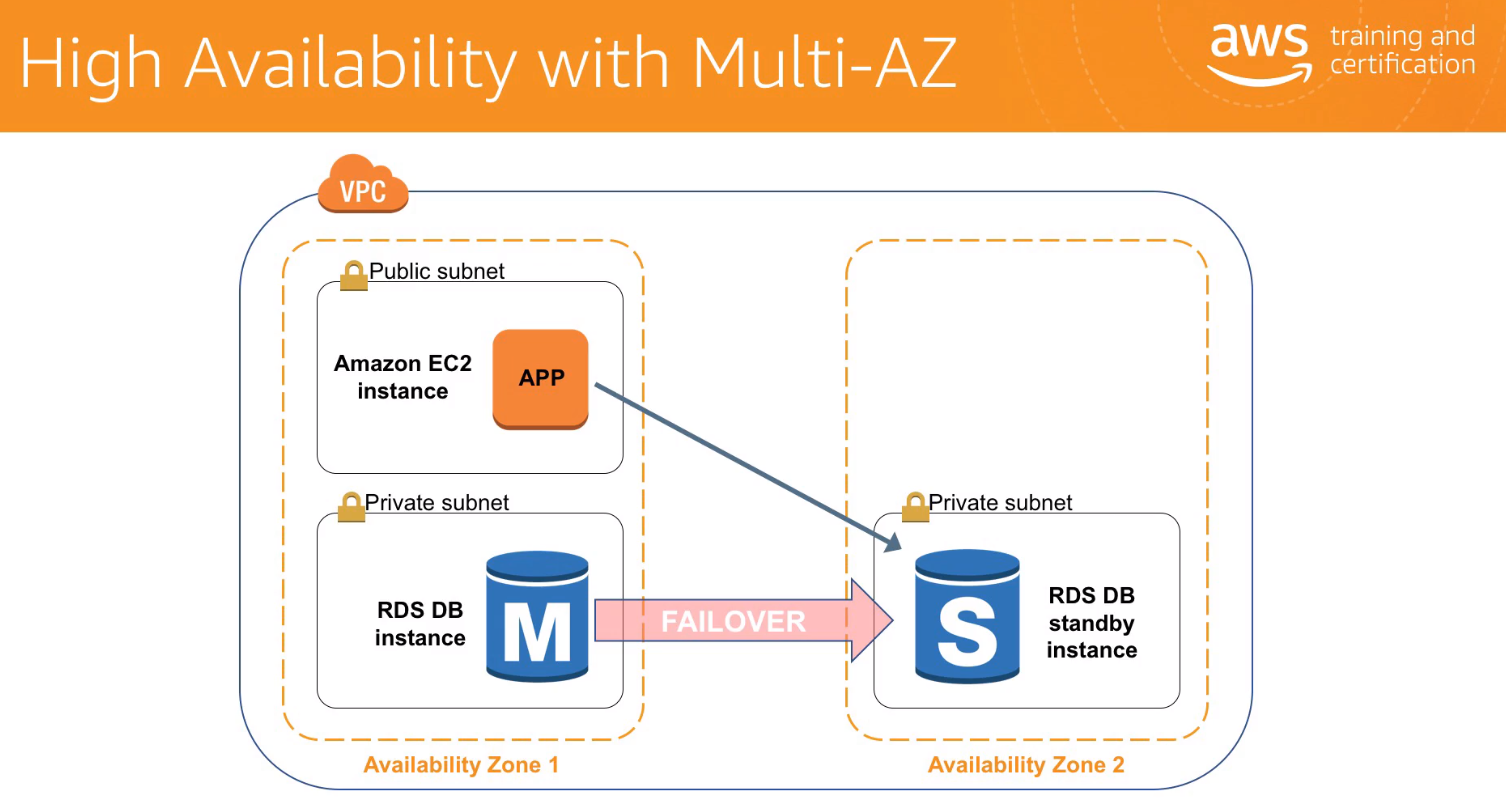 High Availability with Multi-AZ
aws
training and
certification
VPC
Public subnet
Amazon EC2
instance
APP
Private subnet
RDS DB
instance
M
FAILOVER
Private subnet
S
RDS DB
standby
instance
Availability Zone 1
Availability Zone 2